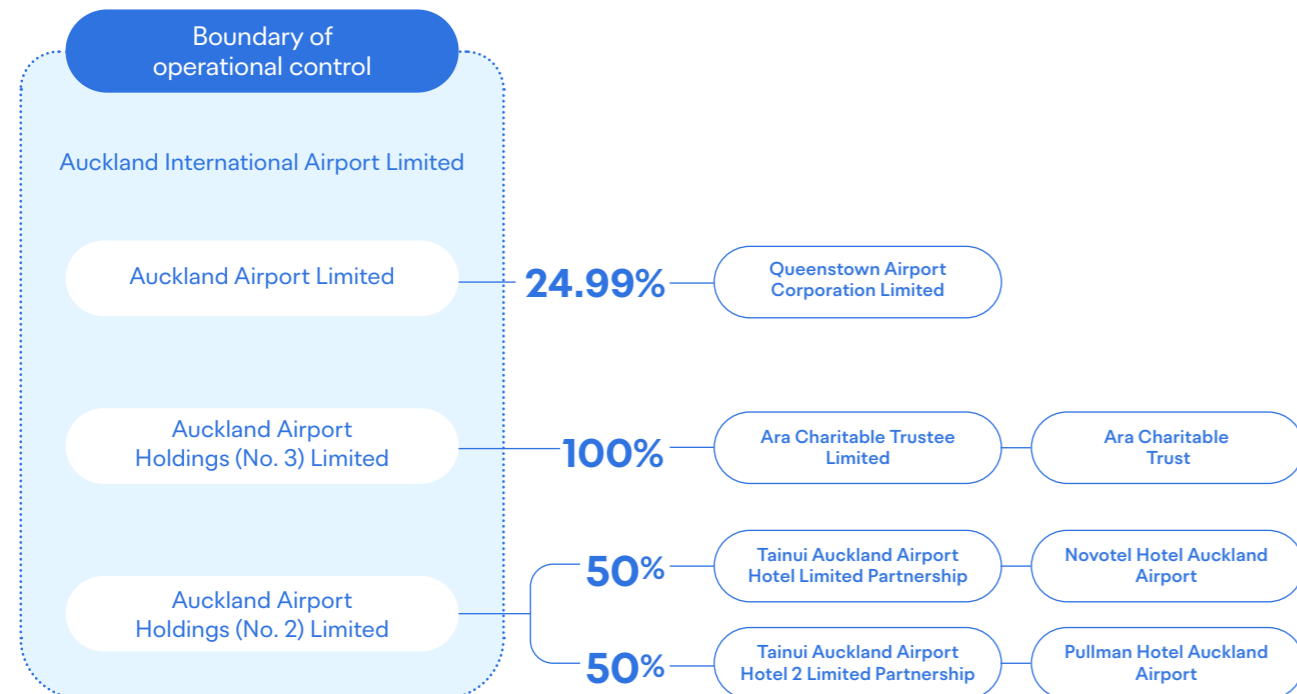 Boundary of
operational control
Auckland International Airport Limited
Auckland Airport Limited
24.99%
Queenstown Airport
Corporation Limited
Auckland Airport
Holdings (No. 3) Limited
100%
Ara Charitable Trustee
Limited
Ara Charitable
Trust
Auckland Airport
Holdings (No. 2) Limited
50%
Tainui Auckland Airport
Hotel Limited Partnership
Novotel Hotel Auckland
Airport
50%
Tainui Auckland Airport
Hotel 2 Limited Partnership
Pullman Hotel Auckland
Airport